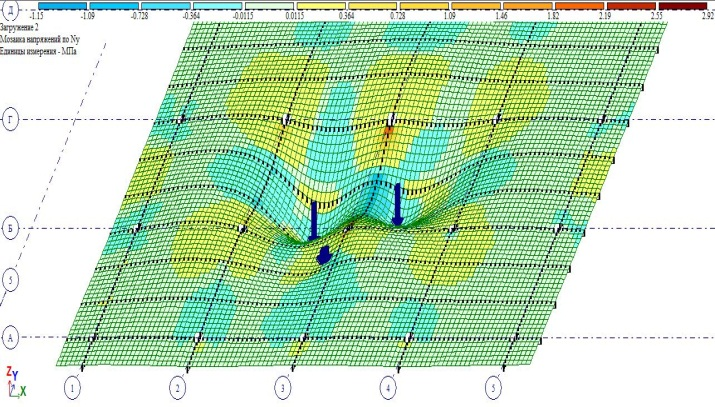 Д
-1.15 -1.09 -0.728 -0.364 -0.0115 0.0115 0.364 0.728 1.09 1.46 1.82 2.19 2.55 2.92
Загружение 2
Мозаика напряжений по Ny
Единицы измерения - МПа
Г
Б
5
А
Z
Y
X
1 2 3 4 5